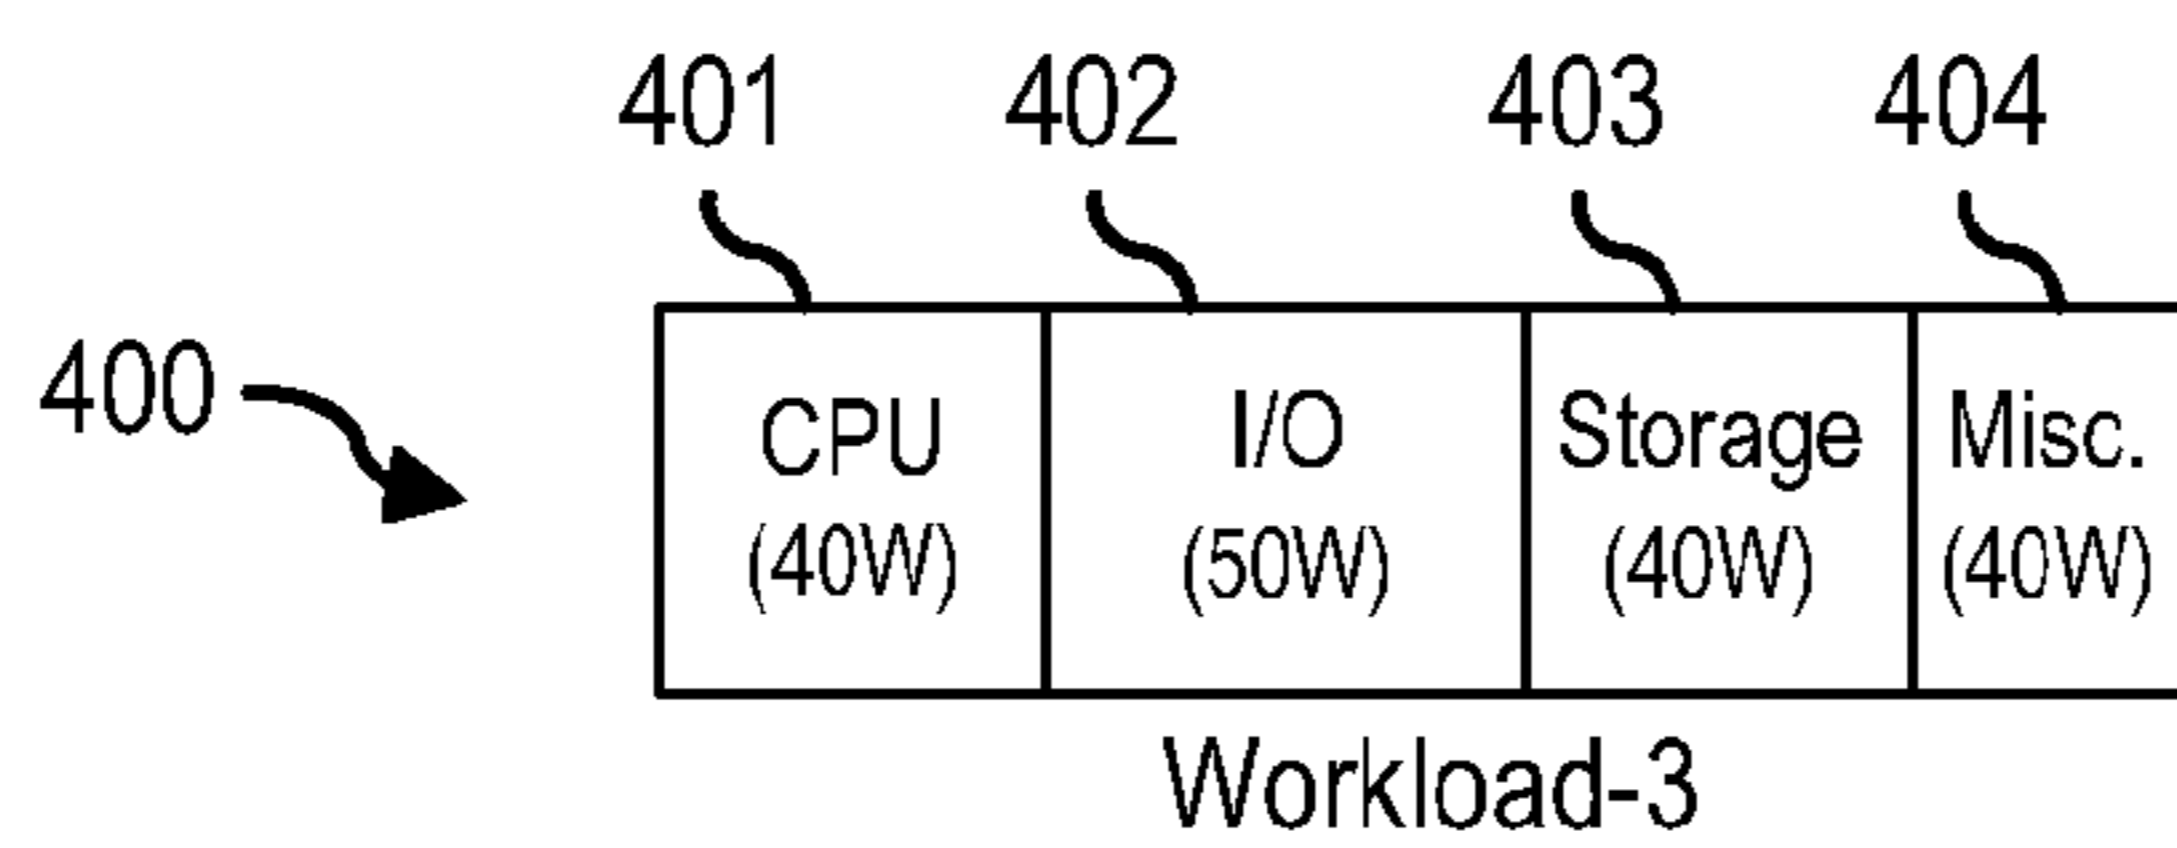 401 402 403 404
400
CPU I/O Storage Misc.
(40W) (50W) (40W) (40W)
Workload-3